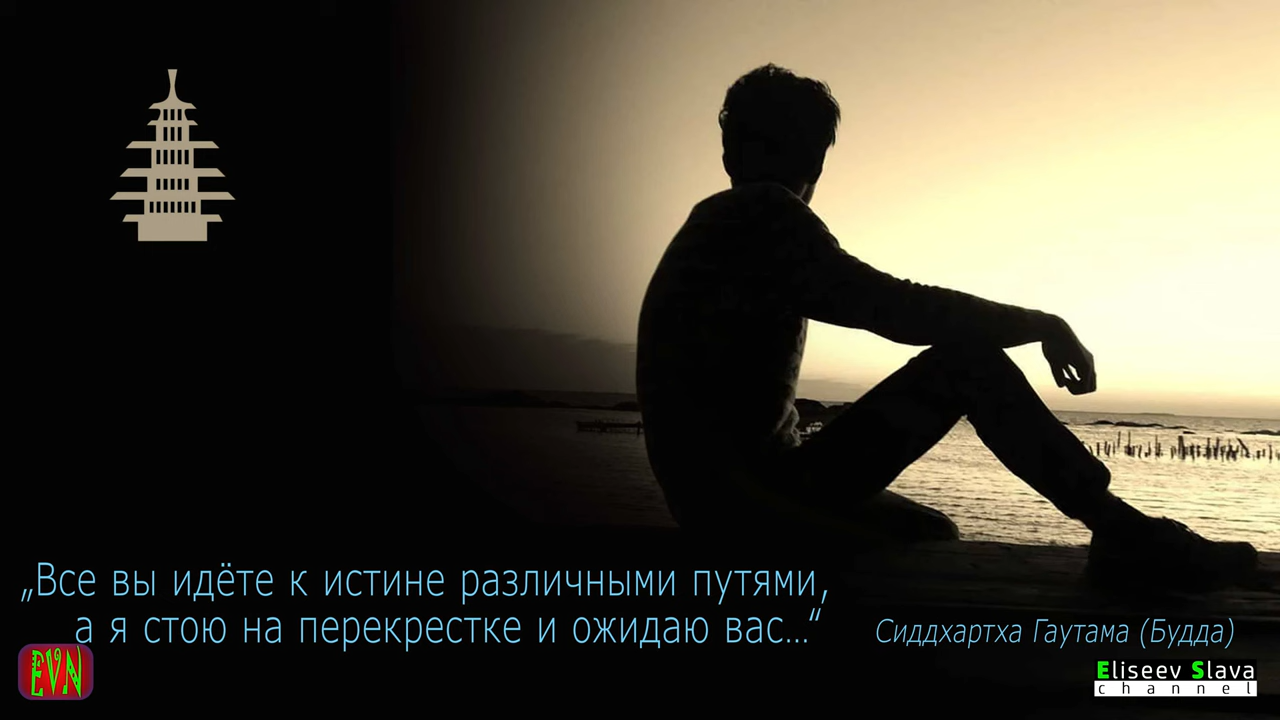 „Все вы идёте к истине различными путями,
а я стою на перекрестке и ожидаю вас...“
Сиддхартха Гаутама (Будда)
EVN
Eliseev Slava
channel